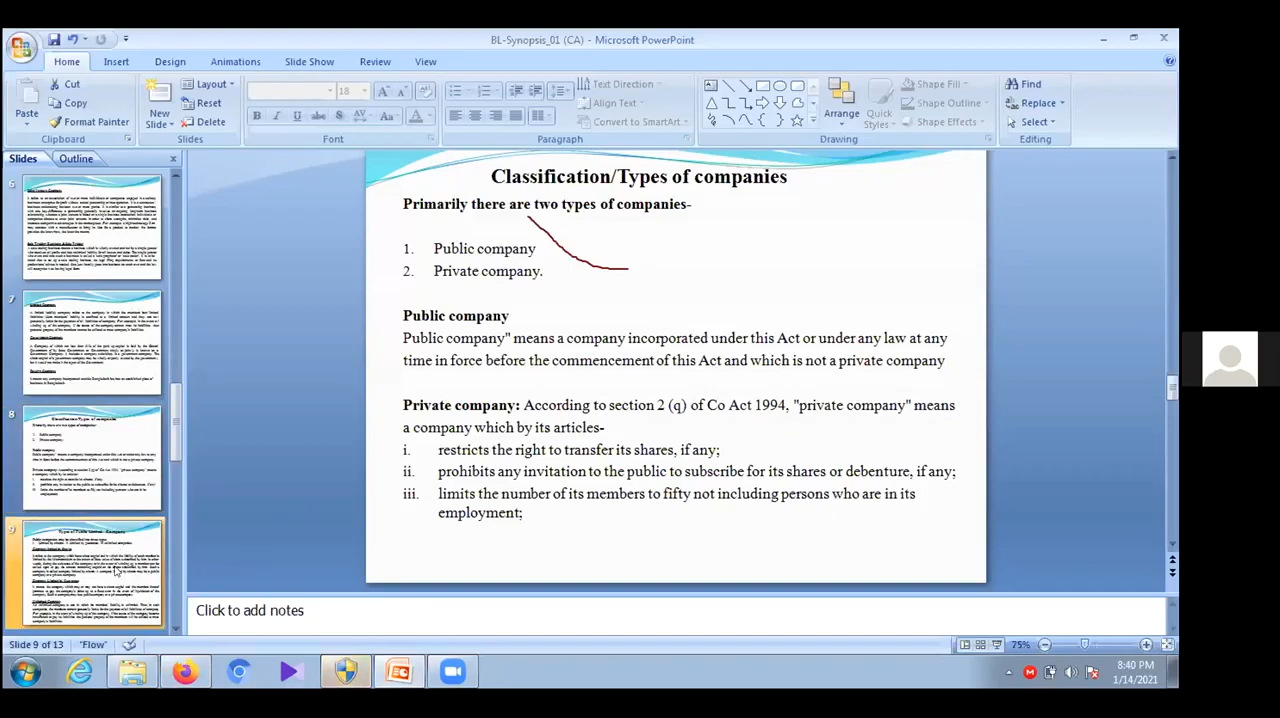 BL-Synopsis_01 (CA) - Microsoft PowerPoint
Home Insert Design Animations Slide Show Review View
Cut
Copy
Format Painter
Paste
Clipboard
New Slide
Layout
Reset
Delete
Slides
18
Font
Text Direction
Align Text
Convert to SmartArt
Paragraph
Arrange
Quick Styles
Shape Fill
Shape Outline
Shape Effects
Drawing
Find
Replace
Select
Editing
Slides Outline
6
7
8
9
Classification/Types of companies
Primarily there are two types of companies-
1. Public company
2. Private company.
Public company
Public company" means a company incorporated under this Act or under any law at any
time in force since the commencement of this Act and which is not a private company
Private company: According to section 2 (q) of Co Act 1994, "private company" means
a company which by its articles-
i. restricts the right to transfer its shares, if any;
ii prohibits any invitation to the public to subscribe for its shares or debenture, if any;
iii. limits the number of its members to fifty not including persons who are in its
employment;
Click to add notes
Slide 9 of 13 "Flow" 75%
8:40 PM
1/14/2021